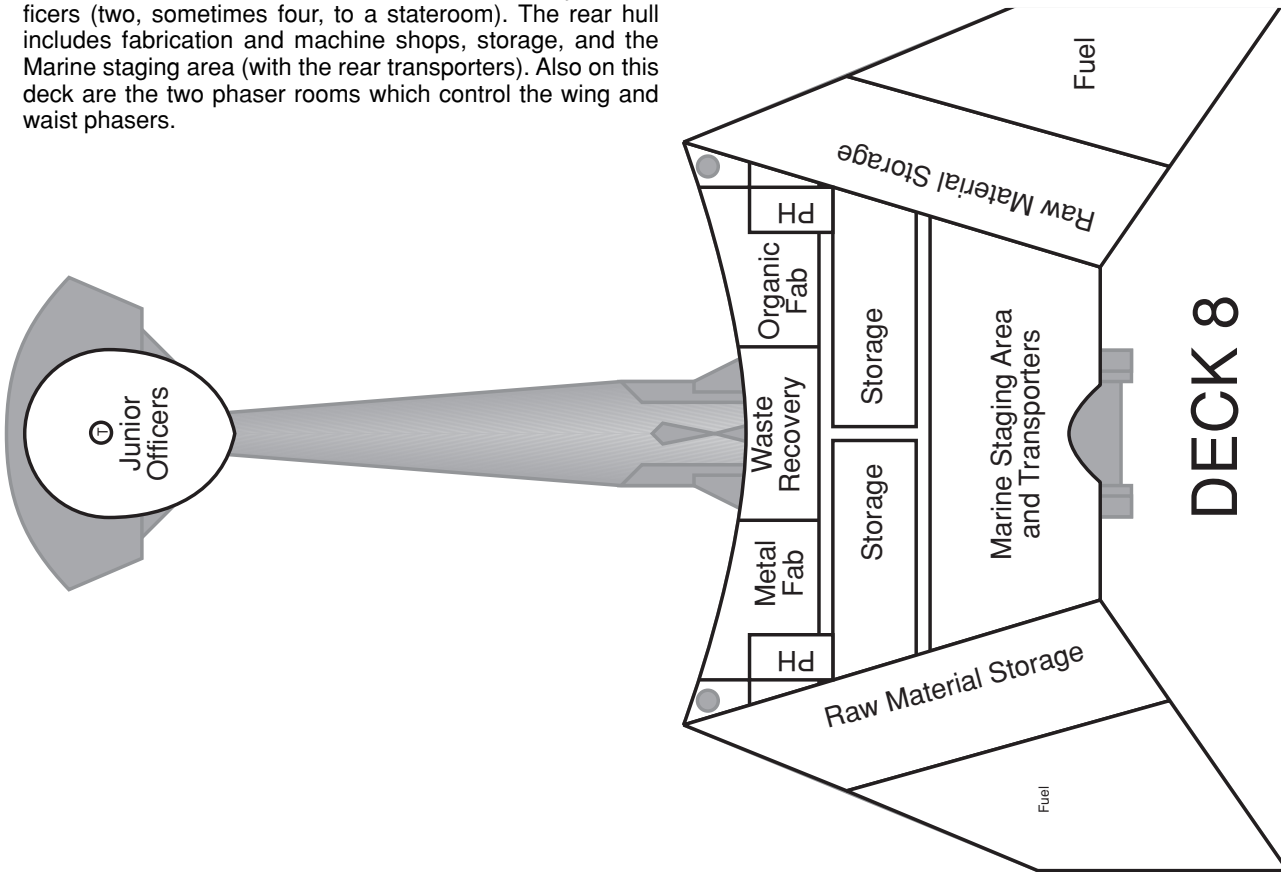 ficers (two, sometimes four, to a stateroom). The rear hull
includes fabrication and machine shops, storage, and the
Marine staging area (with the rear transporters). Also on this
deck are the two phaser rooms which control the wing and
waist phasers.
T
Junior
Officers
Fuel
Raw Material Storage
PH
Organic
Fab
Storage
Waste
Recovery
Marine Staging Area
and Transporters
Storage
Metal
Fab
PH
Raw Material Storage
Fuel
DECK 8